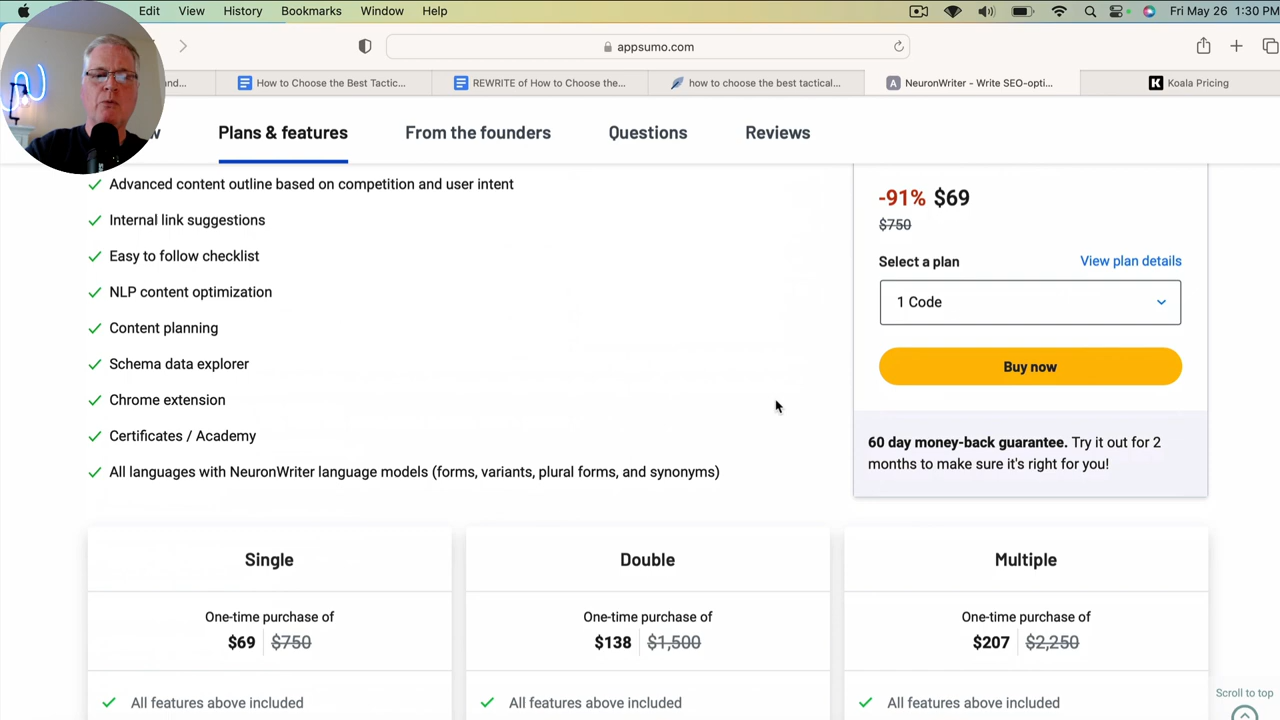 Edit View History Bookmarks Window Help Fri May 26 1:30 PM
appsumo.com
How to Choose the Best Tactic... REWRITE of How to Choose the... how to choose the best tactical... A NeuronWriter - Write SEO-opti... K Koala Pricing
Plans & features From the founders Questions Reviews
Advanced content outline based on competition and user intent
Internal link suggestions
Easy to follow checklist
NLP content optimization
Content planning
Schema data explorer
Chrome extension
Certificates / Academy
All languages with NeuronWriter language models (forms, variants, plural forms, and synonyms)
-91% $69
$750
Select a plan View plan details
1 Code
Buy now
60 day money-back guarantee. Try it out for 2
months to make sure it's right for you!
Single
One-time purchase of
$69 $750
All features above included
Double
One-time purchase of
$138 $1,500
All features above included
Multiple
One-time purchase of
$207 $2,250
All features above included
Scroll to top